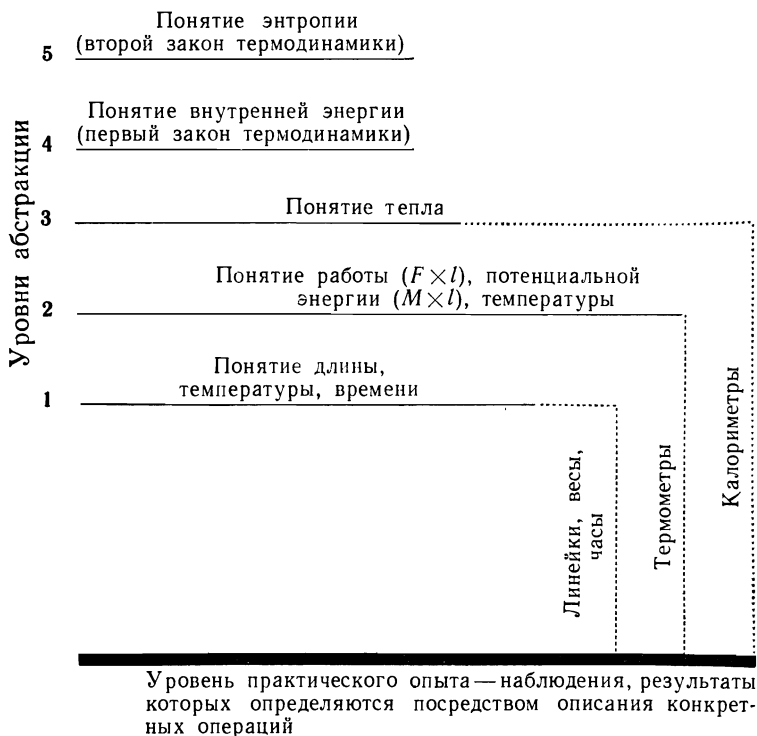 Понятие энтропии
(второй закон термодинамики)
5
Понятие внутренней энергии
(первый закон термодинамики)
4
Уровни абстракции
Понятие тепла
3
Понятие работы (F×l), потенциальной
энергии (M×l), температуры
2
Понятие длины,
температуры, времени
1
Линейки, весы,
часы
Термометры
Калориметры
Уровень практического опыта—наблюдения, результаты
которых определяются посредством описания конкрет-
ных операций